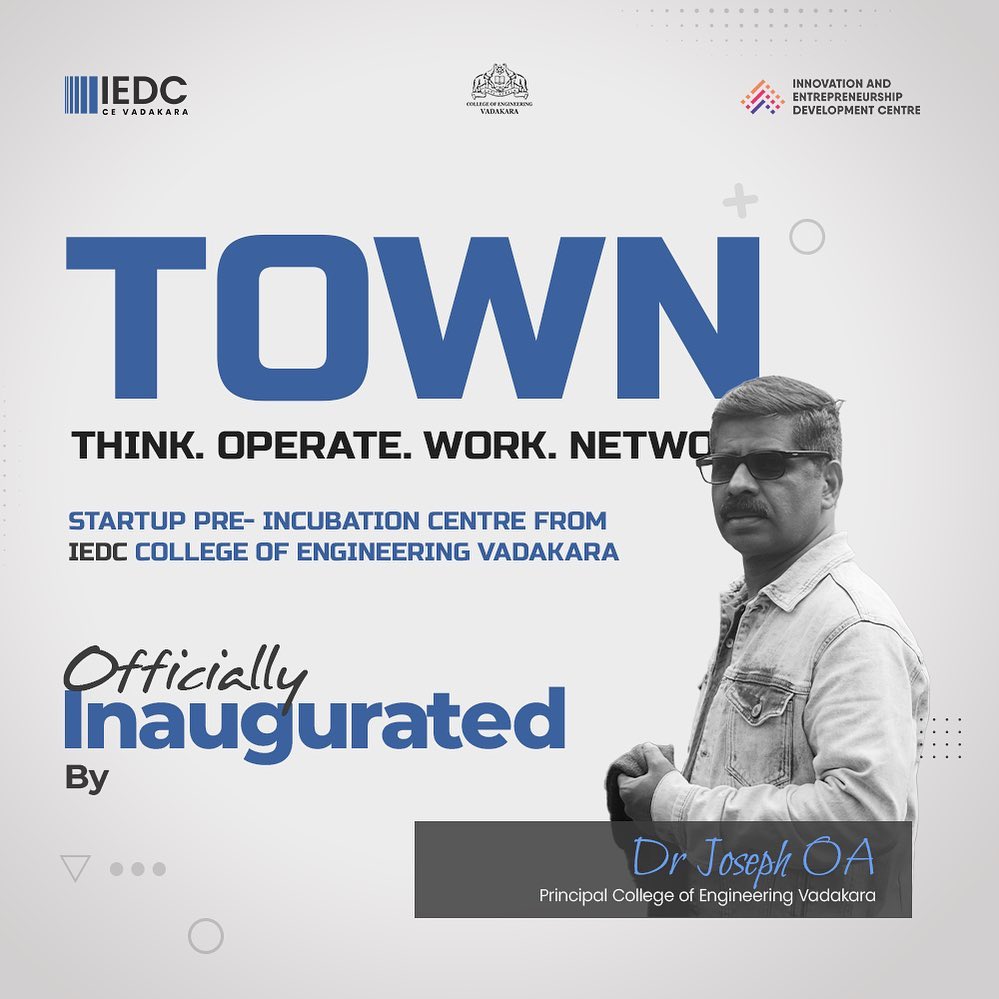 IEDC
CE VADAKARA
COLLEGE OF ENGINEERING
VADAKARA
INNOVATION AND
ENTREPRENEURSHIP
DEVELOPMENT CENTRE
TOWN
THINK. OPERATE. WORK. NETWO
STARTUP PRE- INCUBATION CENTRE FROM
IEDC COLLEGE OF ENGINEERING VADAKARA
Officially
Inaugurated
By
Dr Joseph OA
Principal College of Engineering Vadakara